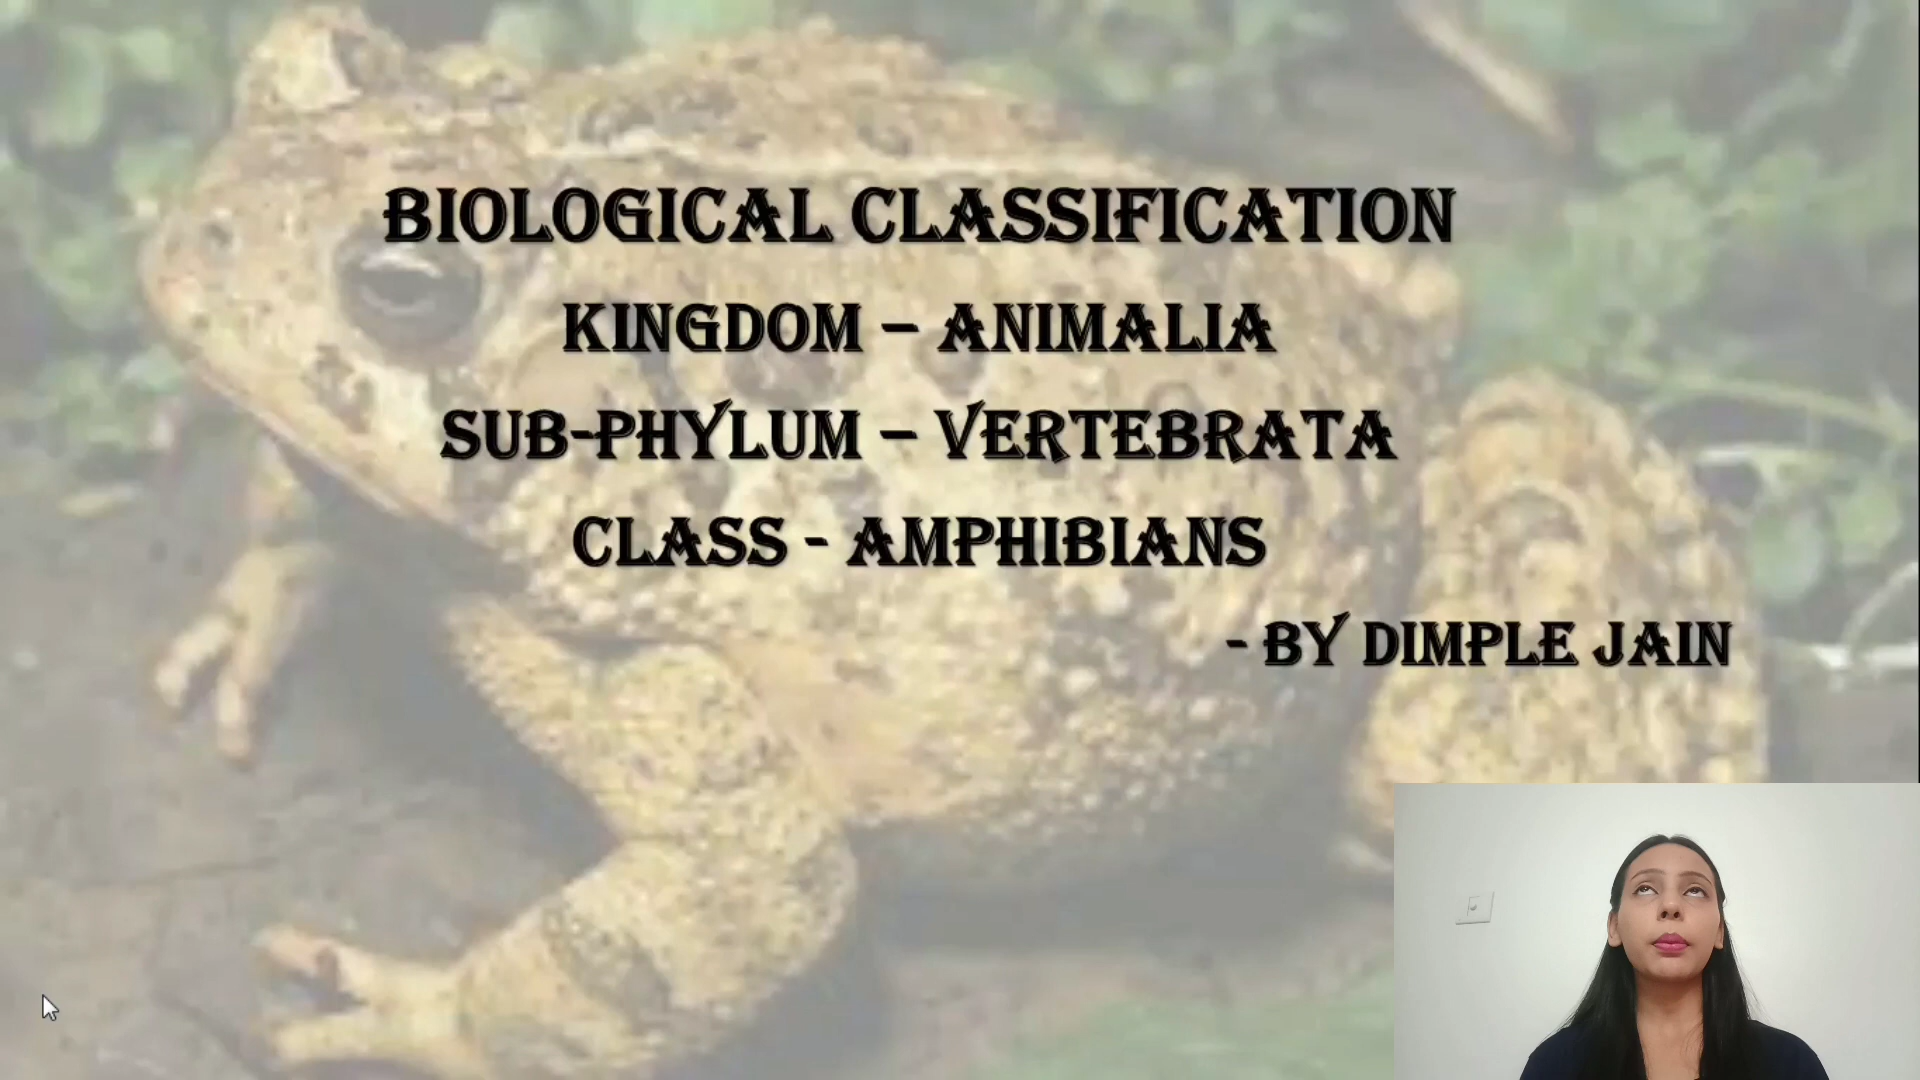 BIOLOGICAL CLASSIFICATION
KINGDOM – ANIMALIA
SUB-PHYLUM – VERTEBRATA
CLASS - AMPHIBIANS
- BY DIMPLE JAIN